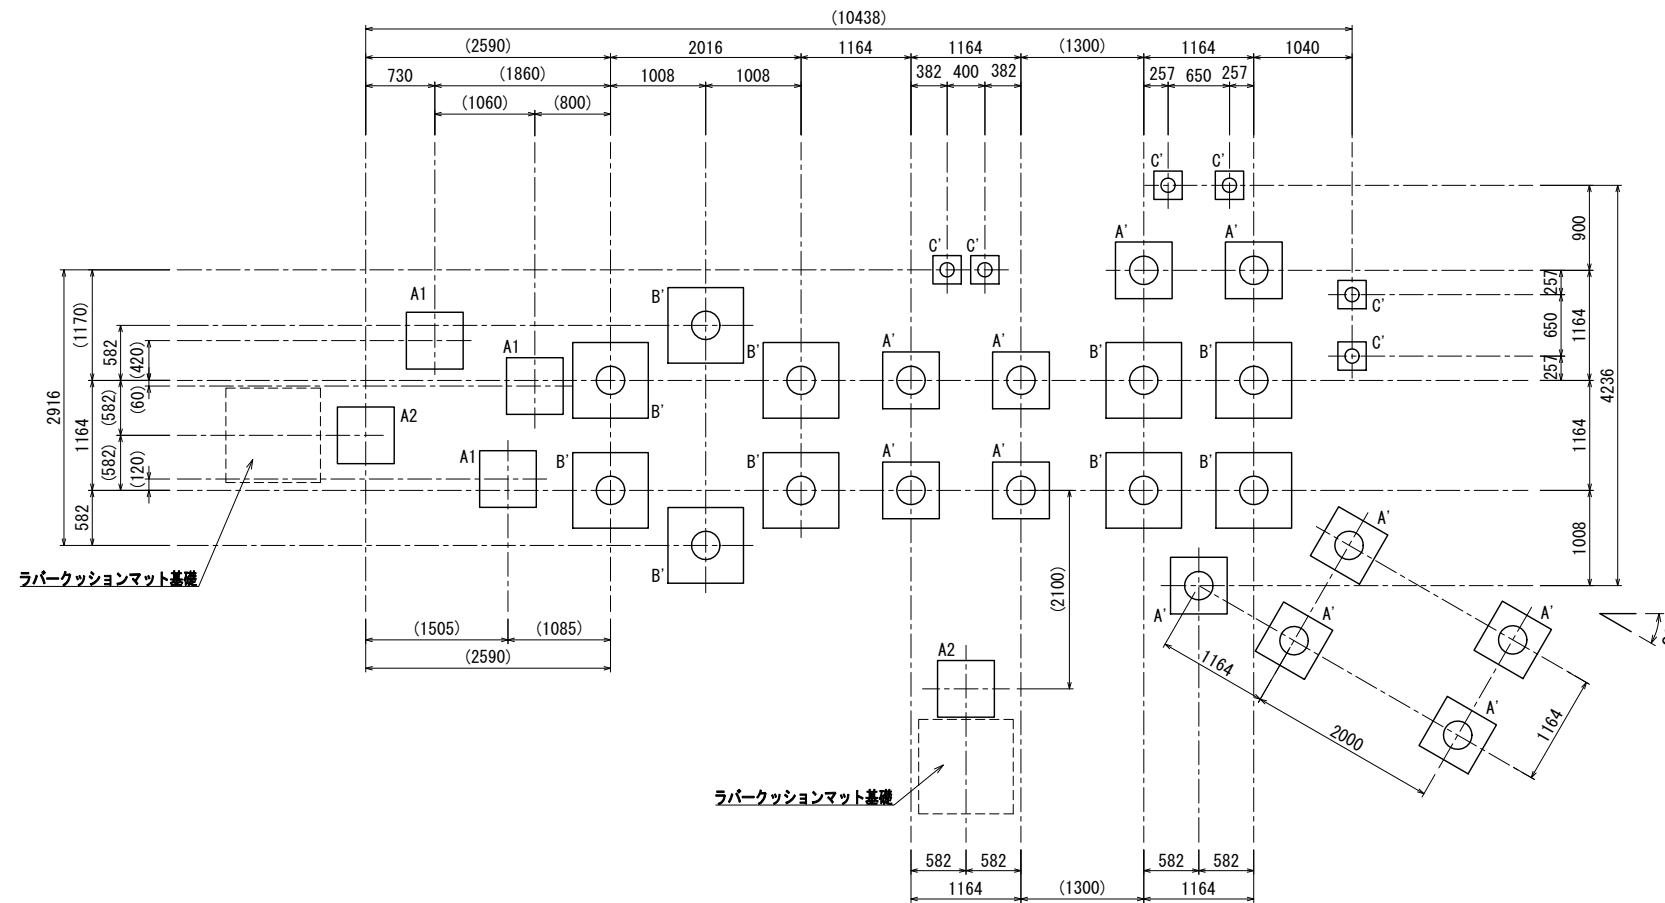 (10438)
(2590) 2016 1164 1164 (1300) 1164 1040
730 (1860) 1008 1008 382 400 382 257 650 257
(1060) (800)
C' C'
A' A'
C' C'
900
257
650
257
1164
4236
1164
1008
C'
C'
2916
(1170)
582
(420)
(60)
(582)
1164
(582)
(120)
582
A1
B'
A1
B'
B'
A' A'
B' B'
A2
A1
B'
B'
A' A'
B' B'
B'
A'
A'
A'
A'
A'
ラバークッションマット基礎
(2100)
(1505) (1085)
(2590)
A2
1164
2000
1164
ラバークッションマット基礎
582 582 582 582
1164 (1300) 1164